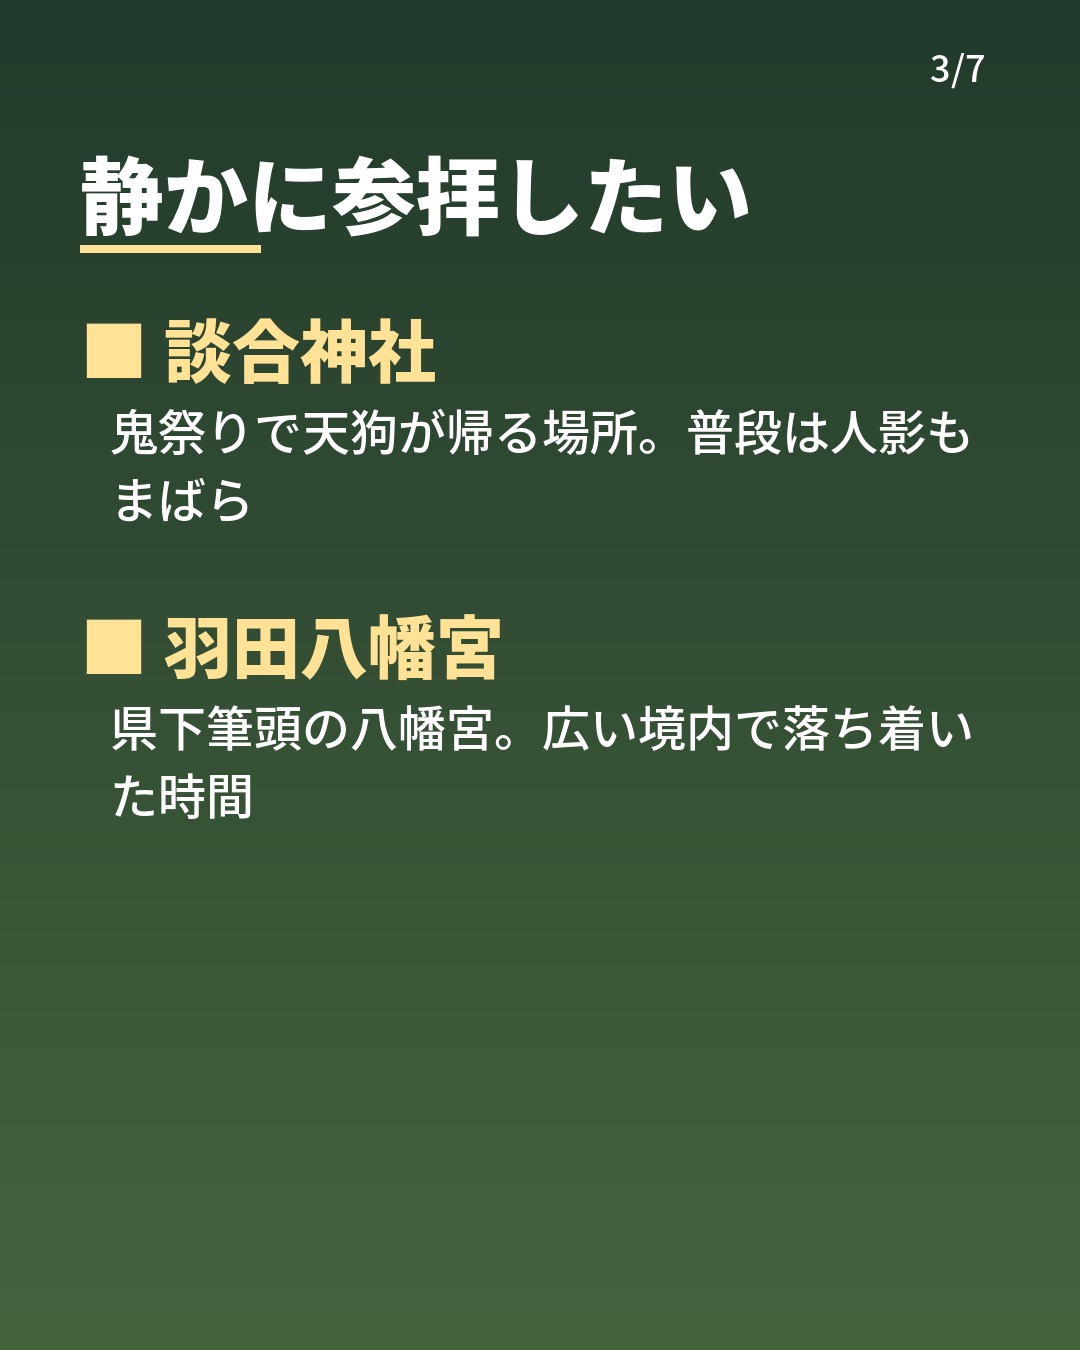 3/7
静かに参拝したい
■ 談合神社
鬼祭りで天狗が帰る場所。普段は人影も
まばら
■ 羽田八幡宮
県下筆頭の八幡宮。広い境内で落ち着い
た時間